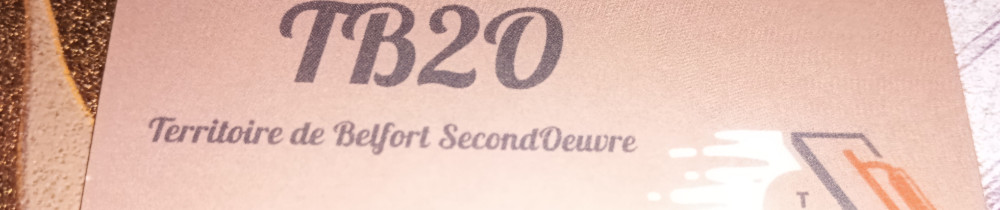 TB2O
Territoire de Belfort SecondOeuvre
T